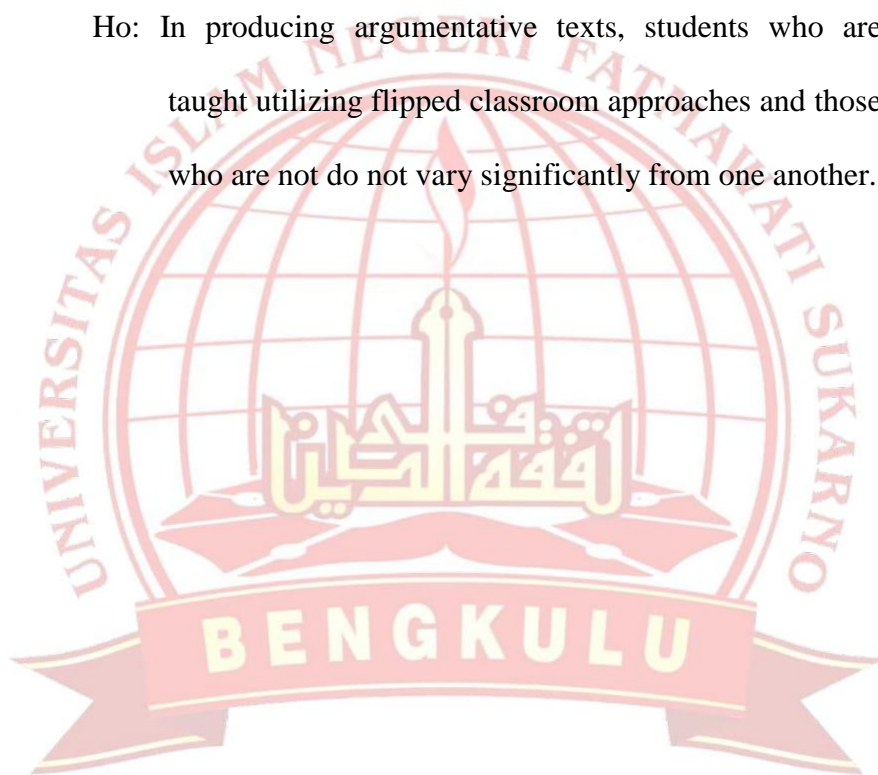 Ho: In producing argumentative texts, students who are
taught utilizing flipped classroom approaches and those
who are not do not vary significantly from one another.
UNIVERSITAS ISLAM NEGERI FATMAWATI SUKARNO
BENGKULU